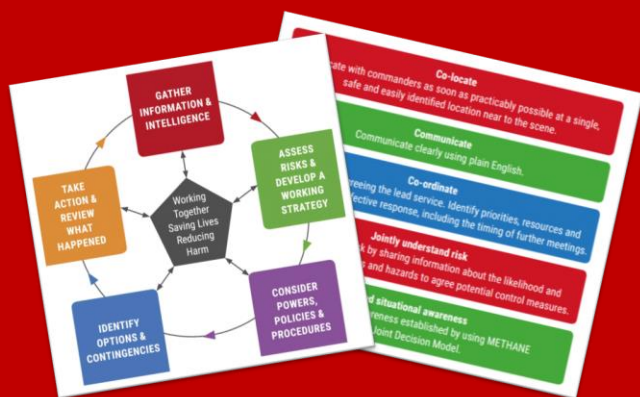 GATHER
INFORMATION &
INTELLIGENCE
ASSESS
RISKS &
DEVELOP A
WORKING
STRATEGY
CONSIDER
POWERS,
POLICIES &
PROCEDURES
IDENTIFY
OPTIONS &
CONTINGENCIES
TAKE
ACTION &
REVIEW
WHAT
HAPPENED
Working
Together
Saving Lives
Reducing
Harm
Co-locate
with commanders as soon as practicably possible at a single,
safe and easily identified location near to the scene.
Communicate
Communicate clearly using plain English.
Co-ordinate
the lead service. Identify priorities, resources and
response, including the timing of further meetings.
Jointly understand risk
by sharing information about the likelihood and
and hazards to agree potential control measures.
situational awareness
established by using METHANE
Joint Decision Model.